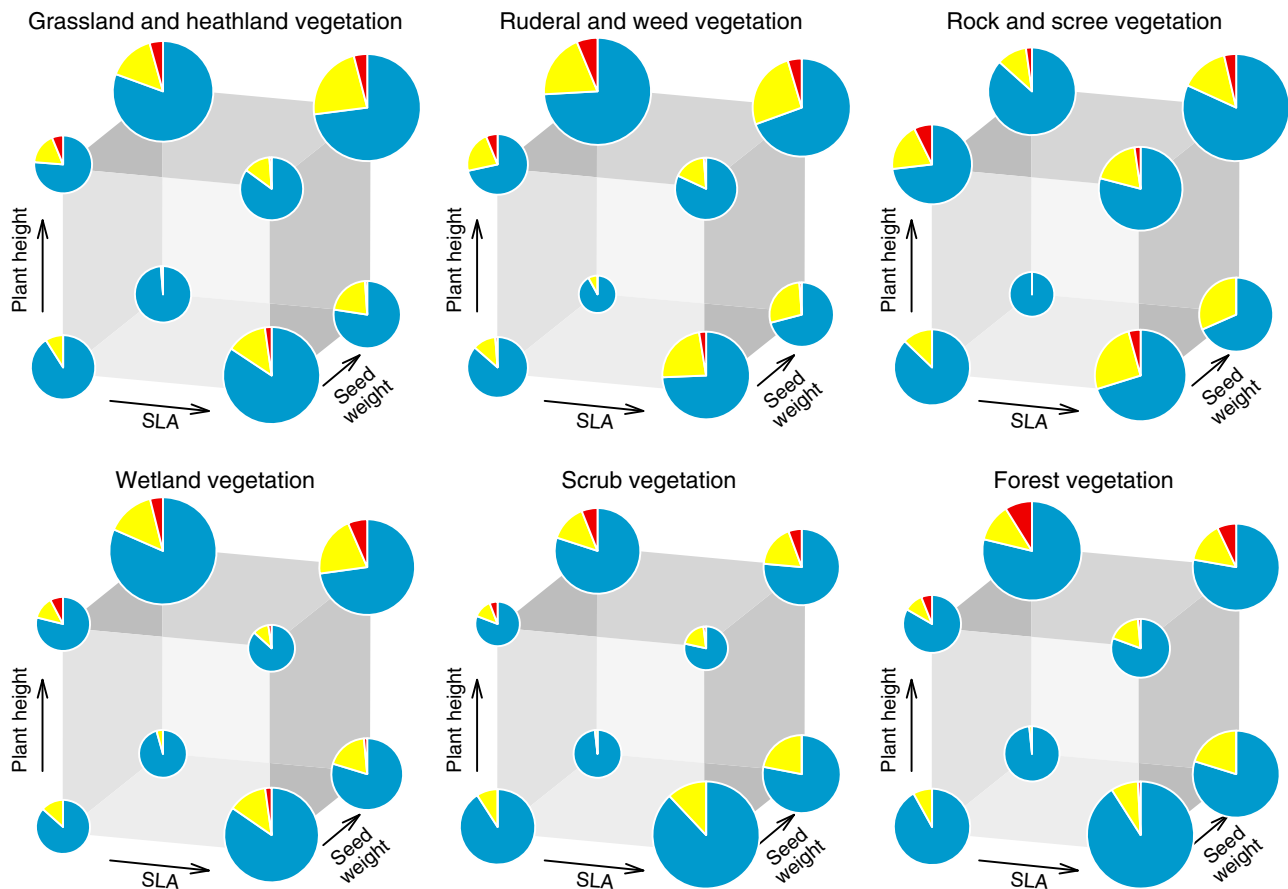 Grassland and heathland vegetation
Ruderal and weed vegetation
Rock and scree vegetation
Plant height
SLA
Seed
weight
Plant height
SLA
Seed
weight
Plant height
SLA
Seed
weight
Wetland vegetation
Scrub vegetation
Forest vegetation
Plant height
SLA
Seed
weight
Plant height
SLA
Seed
weight
Plant height
SLA
Seed
weight